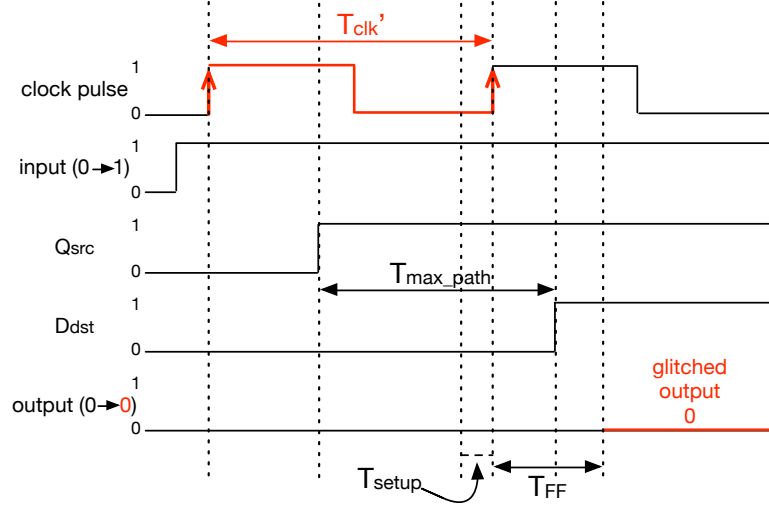 Tclk’
1
clock pulse
0
1
input (0→1)
0
1
Qsrc
0
Tmax_path
1
Ddst
0
1
glitched
output
0
output (0→0)
0
Tsetup
TFF